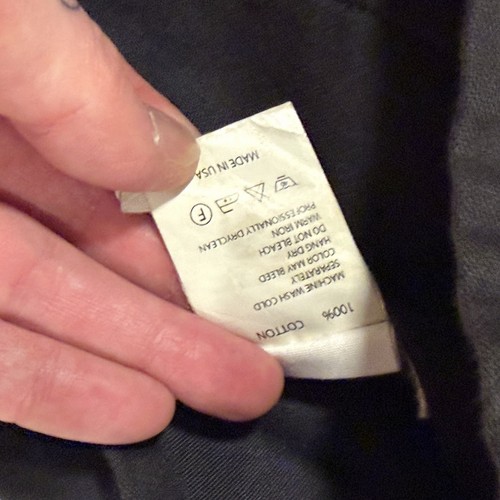 100% COTTON
MACHINE WASH COLD
SEPARATELY
COLOR MAY BLEED
HANG DRY
DO NOT BLEACH
WARM IRON
PROFESSIONALLY DRYCLEAN
F
MADE IN USA